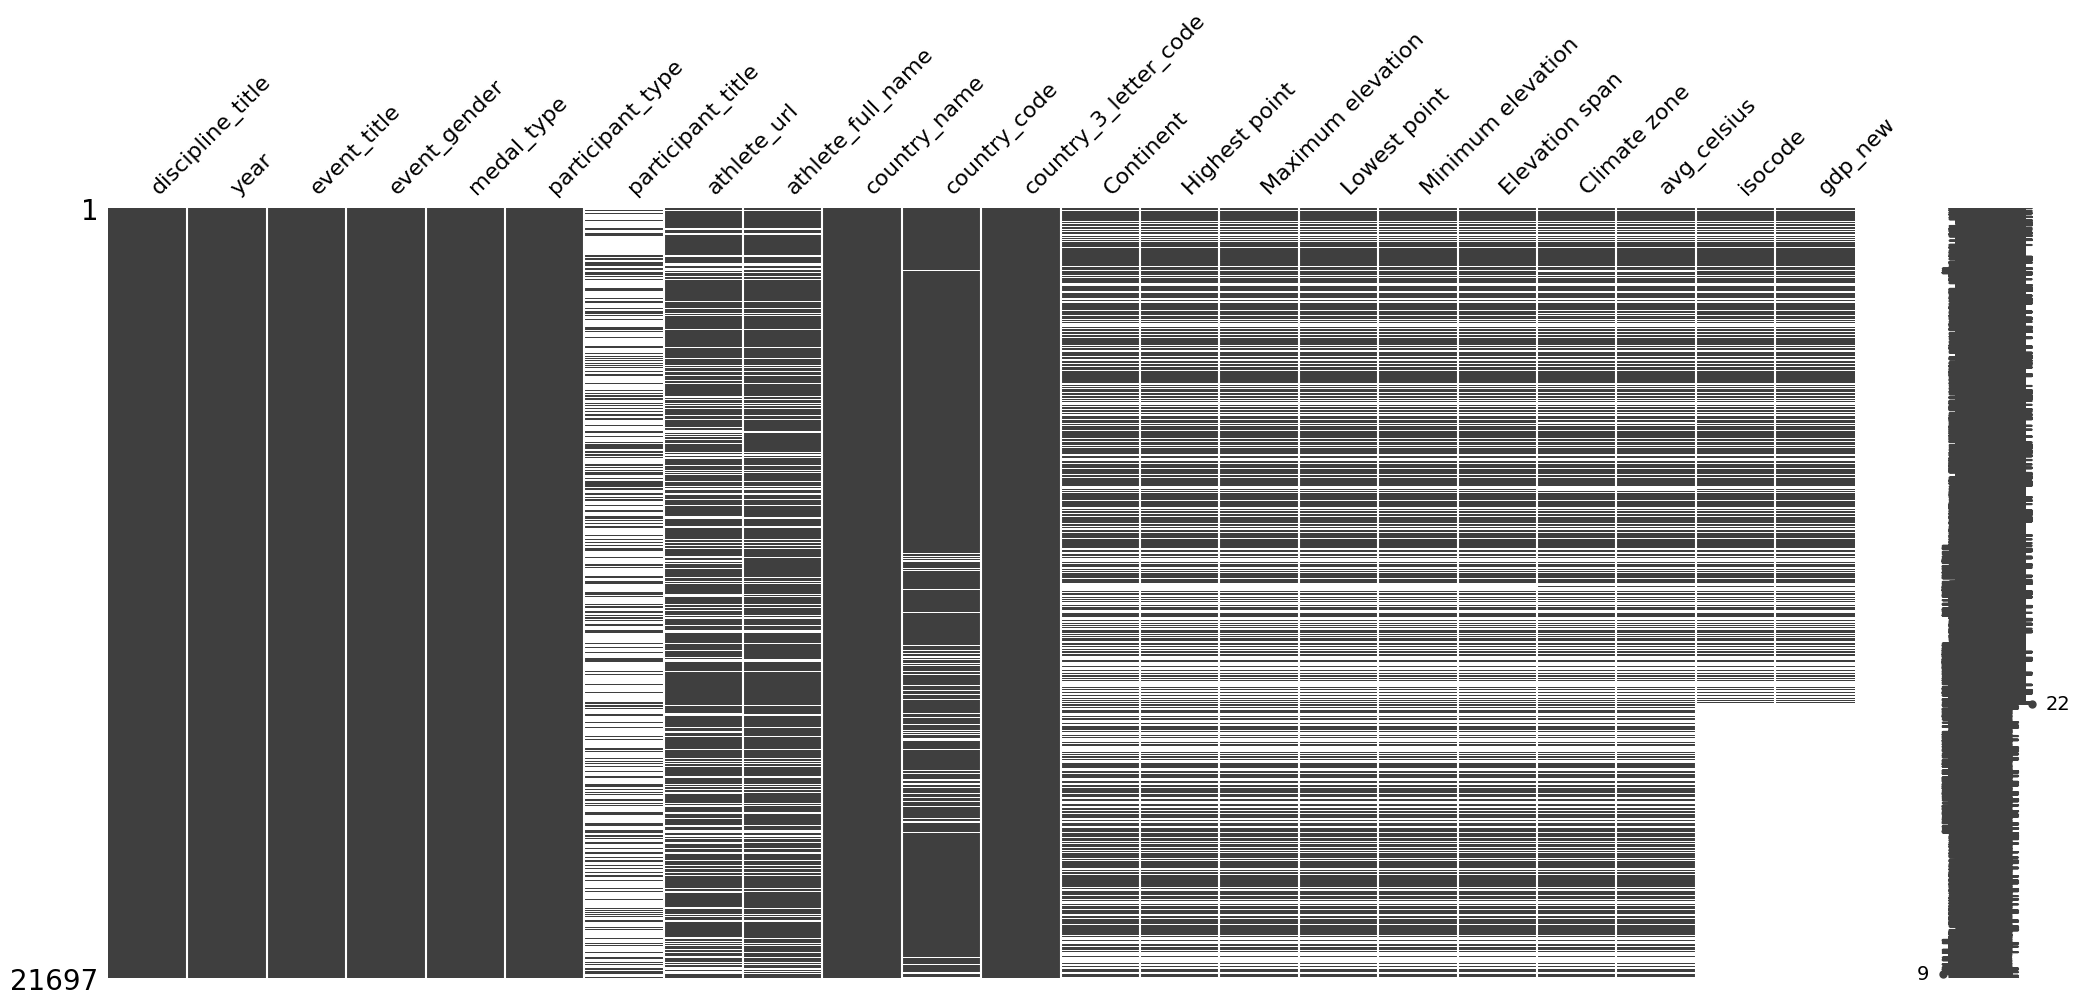 discipline_title
year
event_title
event_gender
medal_type
participant_type
participant_title
athlete_url
athlete_full_name
country_name
country_code
country_3_letter_code
Continent
Highest point
Maximum elevation
Lowest point
Minimum elevation
Elevation span
Climate zone
avg_celsius
isocode
gdp_new
1
22
21697
9